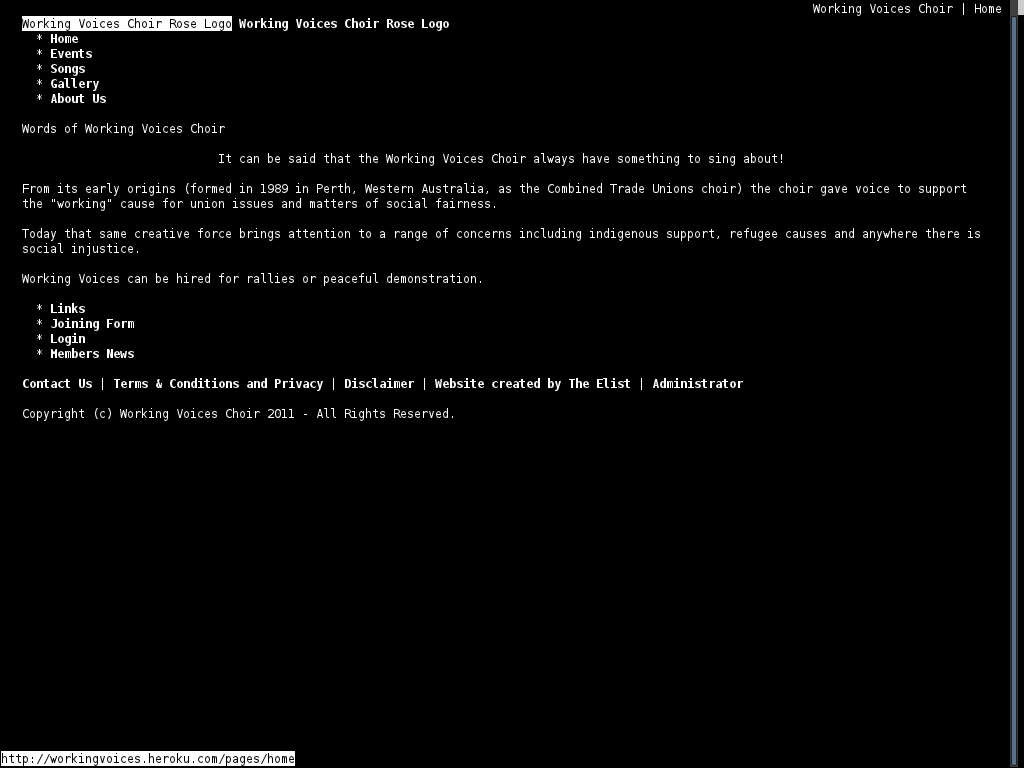 Working Voices Choir | Home
Working Voices Choir Rose Logo Working Voices Choir Rose Logo
* Home
* Events
* Songs
* Gallery
* About Us
Words of Working Voices Choir
It can be said that the Working Voices Choir always have something to sing about!
From its early origins (formed in 1989 in Perth, Western Australia, as the Combined Trade Unions choir) the choir gave voice to support
the "working" cause for union issues and matters of social fairness.
Today that same creative force brings attention to a range of concerns including indigenous support, refugee causes and anywhere there is
social injustice.
Working Voices can be hired for rallies or peaceful demonstration.
* Links
* Joining Form
* Login
* Members News
Contact Us | Terms & Conditions and Privacy | Disclaimer | Website created by The Elist | Administrator
Copyright (c) Working Voices Choir 2011 - All Rights Reserved.
http://workingvoices.heroku.com/pages/home